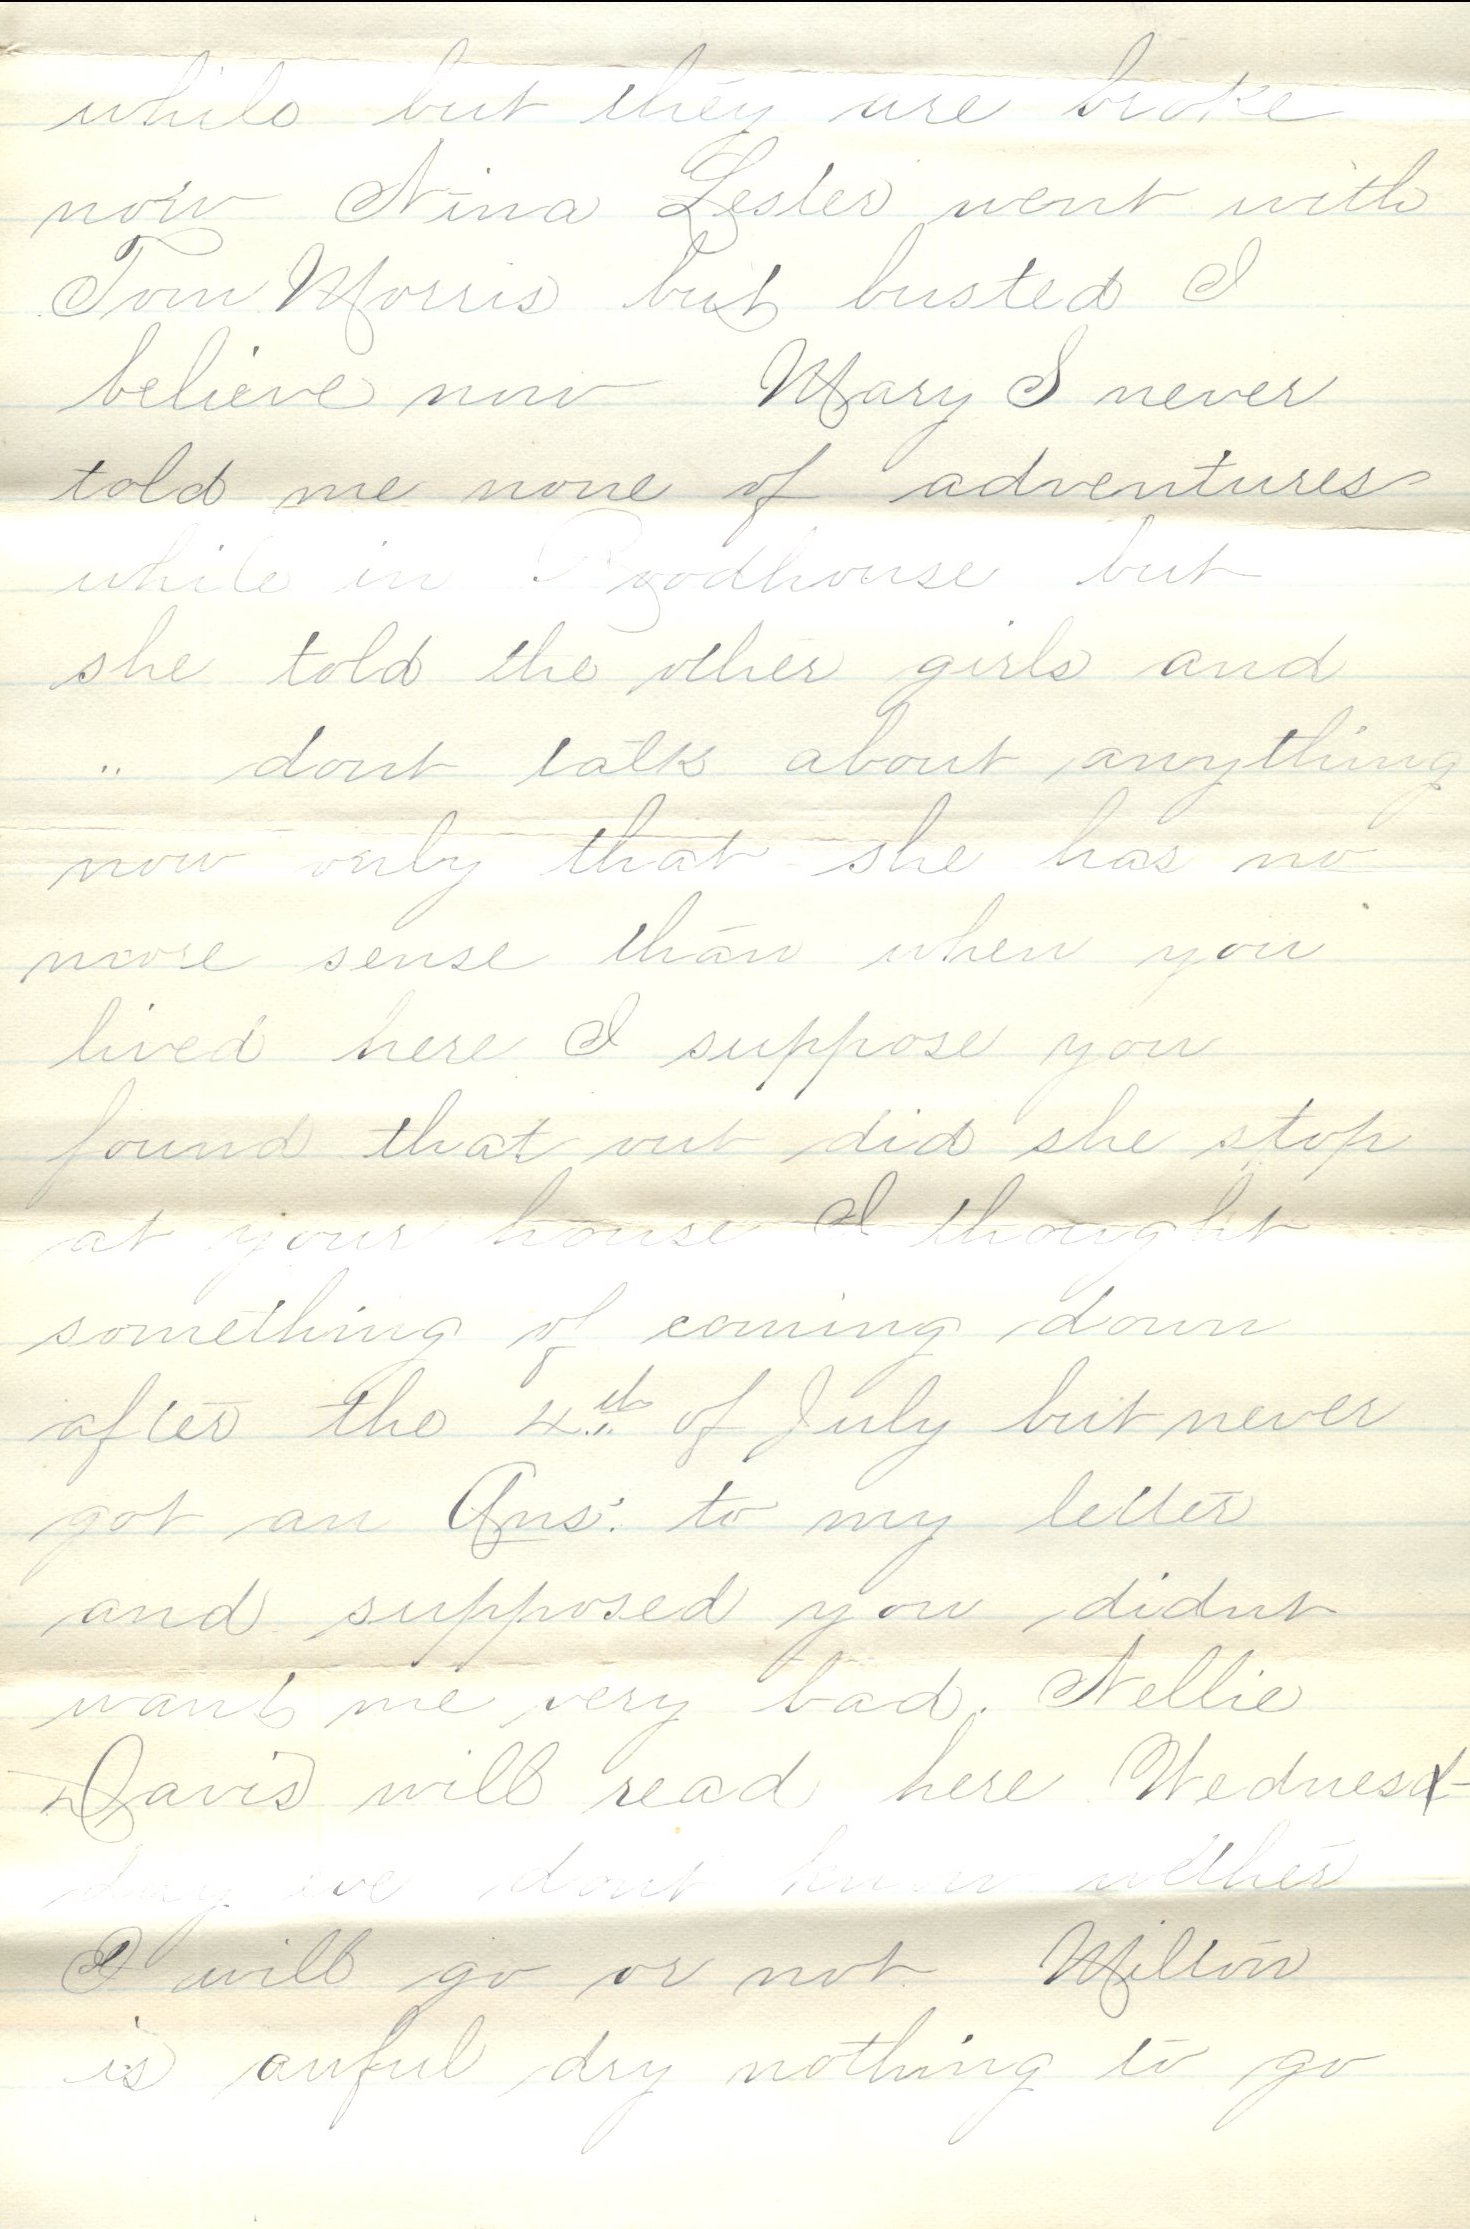 while but they are broke
now Nina Lester went with
Tom Morris but busted I
believe now Mary S never
told me none of adventures
while in Roodhouse but
she told the other girls and
" dont talk about anything
now only that she has no
more sense than when you
lived here I suppose you
found that out did she stop
at your house I thought
something of coming down
after the 4th of July but never
got an Ans. to my letter
and supposed you didnt
want me very bad. Nellie
Davis will read here Wednes-
day eve dont know wether
I will go or not Milton
is awful dry nothing to go